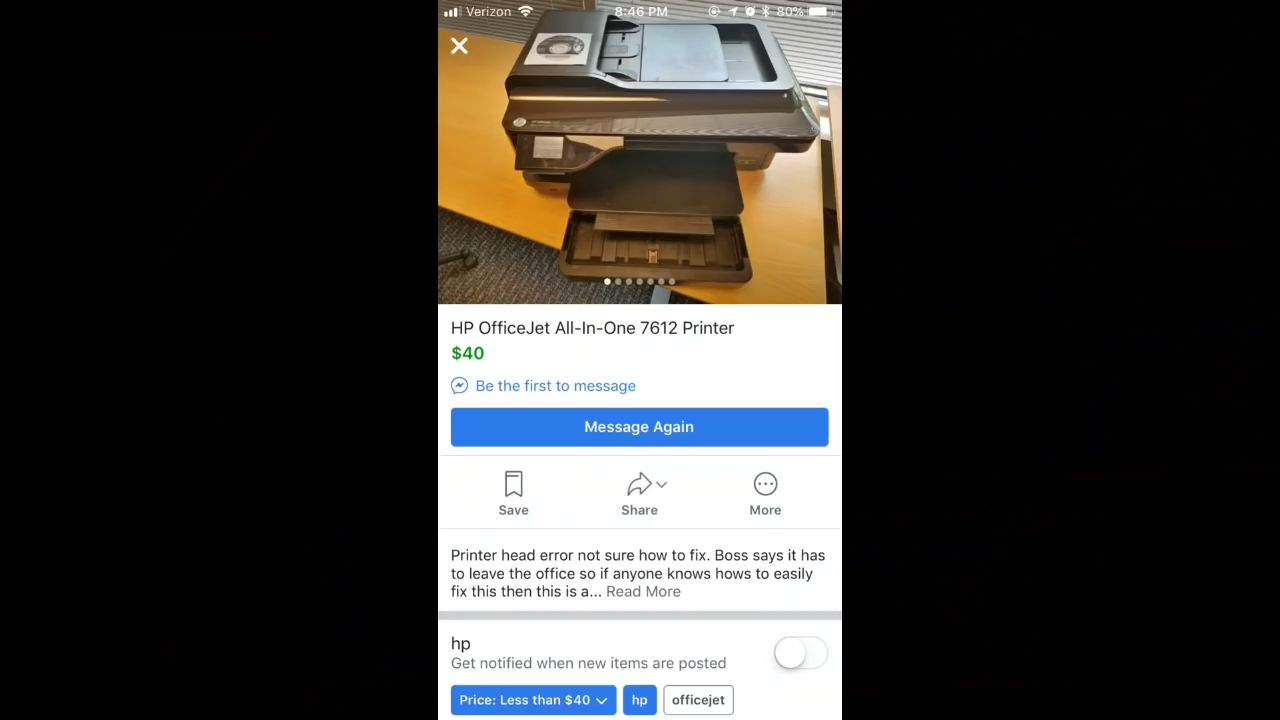 Verizon 8:46 PM 80%
HP OfficeJet All-In-One 7612 Printer
$40
Be the first to message
Message Again
Save Share More
Printer head error not sure how to fix. Boss says it has
to leave the office so if anyone knows hows to easily
fix this then this is a... Read More
hp
Get notified when new items are posted
Price: Less than $40 hp officejet